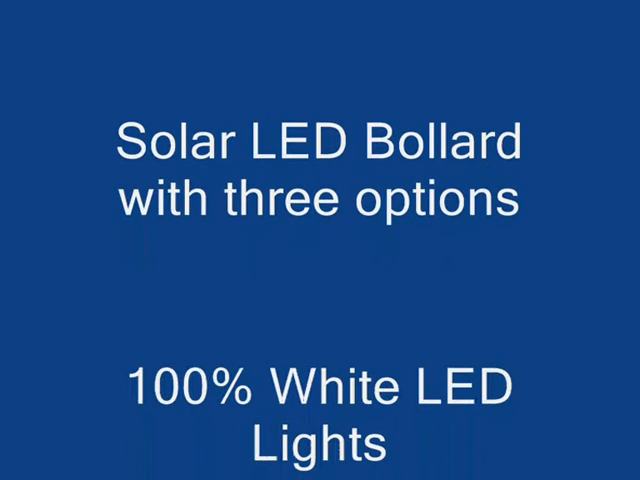 Solar LED Bollard
with three options
100% White LED
Lights